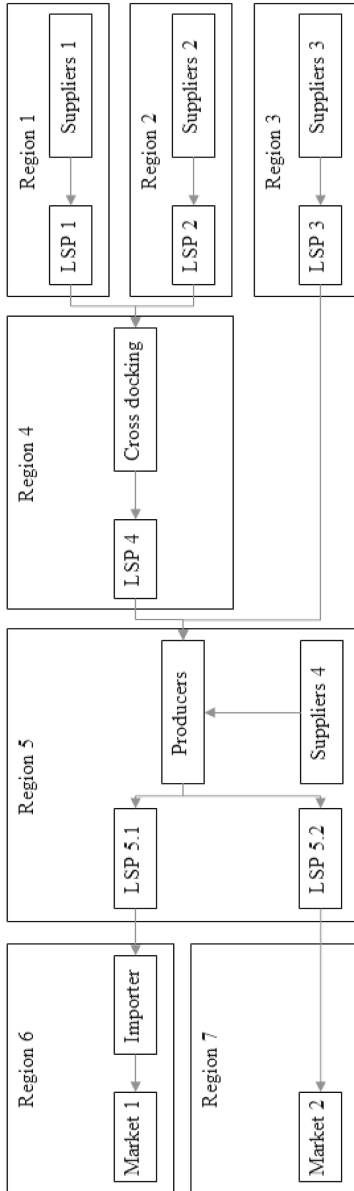 Region 1
Suppliers 1
LSP 1
Region 2
Suppliers 2
LSP 2
Region 3
Suppliers 3
LSP 3
Region 4
Cross docking
LSP 4
Region 5
Producers
Suppliers 4
LSP 5.1
LSP 5.2
Region 6
Importer
Market 1
Region 7
Market 2